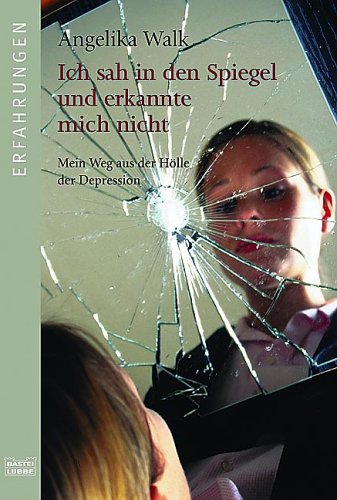 ERFAHRUNGEN
Angelika Walk
Ich sah in den Spiegel
und erkannte
mich nicht
Mein Weg aus der Hölle
der Depression
BASTEI
LÜBBE